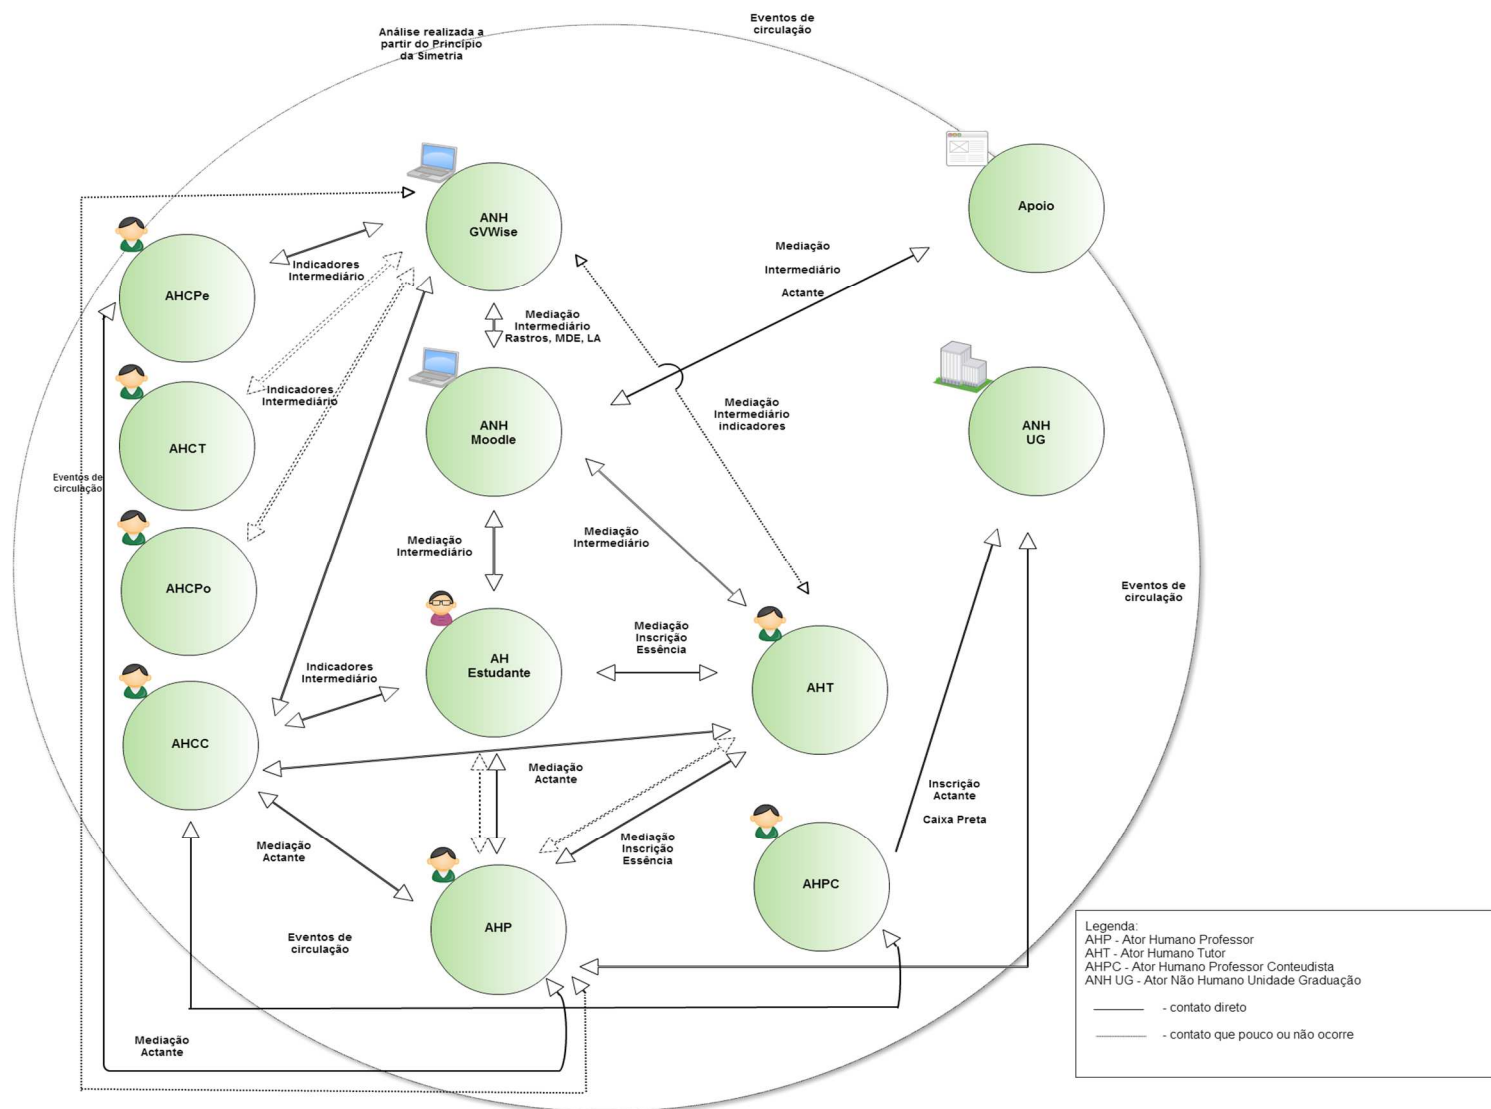 Eventos de
circulação
Análise realizada a
partir do Princípio
da Simetria
ANH
GVWise
Apoio
Mediação
Intermediário
Actante
Indicadores
Intermediário
AHCPe
Mediação
Intermediário
Rastros, MDE, LA
Indicadores
Intermediário
Mediação
Intermediário
indicadores
ANH
Moodle
ANH
UG
AHCT
Eventos de
circulação
Mediação
Intermediário
Mediação
Intermediário
AHCPo
Eventos de
circulação
Mediação
Inscrição
Essência
Indicadores
Intermediário
AH
Estudante
AHT
AHCC
Mediação
Actante
Inscrição
Actante
Caixa Preta
Mediação
Actante
Mediação
Inscrição
Essência
AHPC
AHP
Eventos de
circulação
Mediação
Actante
Legenda:
AHP - Ator Humano Professor
AHT - Ator Humano Tutor
AHPC - Ator Humano Professor Conteudista
ANH UG - Ator Não Humano Unidade Graduação
- contato direto
- contato que pouco ou não ocorre